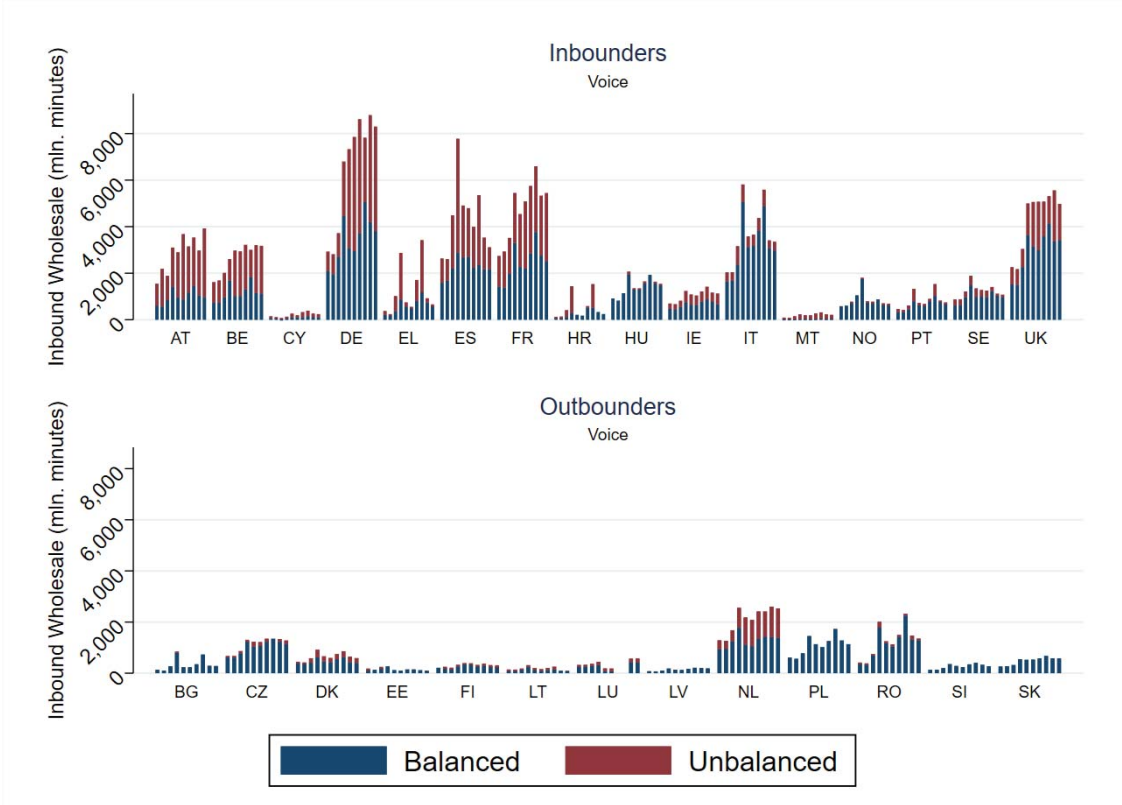 Inbounders
Voice
Inbound Wholesale (mln. minutes)
8,000
6,000
4,000
2,000
0
AT BE CY DE EL ES FR HR HU IE IT MT NO PT SE UK
Outbounders
Voice
Inbound Wholesale (mln. minutes)
8,000
6,000
4,000
2,000
0
BG CZ DK EE FI LT LU LV NL PL RO SI SK
Balanced Unbalanced